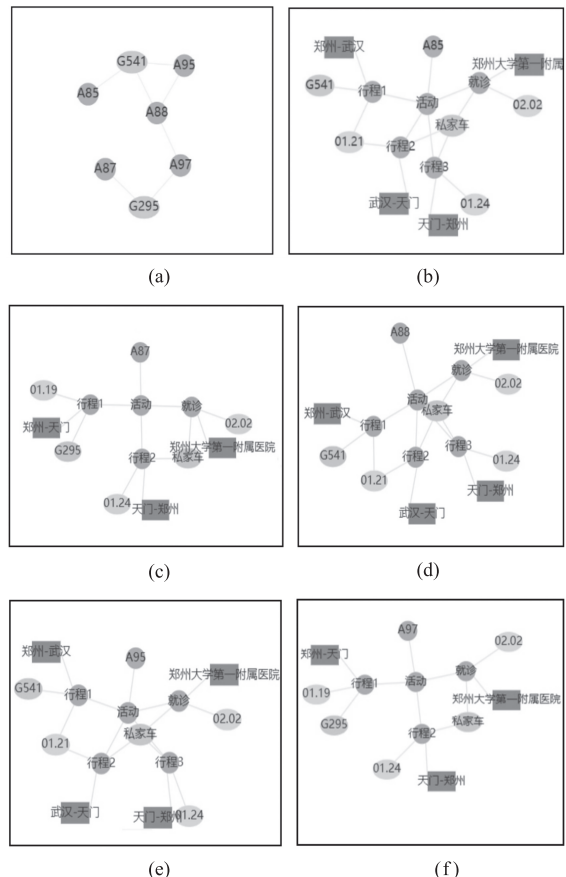 G541
A95
A85
A88
A87
A97
G295
(a)
郑州-武汉
A85
郑州大学第一附属
G541
行程1
就诊
活动
02.02
私家车
01.21
行程2
行程3
武汉-天门
01.24
天门-郑州
(b)
A87
01.19
行程1
活动
就诊
郑州-天门
02.02
G295
郑州大学第一附属医院
行程2
私家车
01.24
天门-郑州
(c)
A88
郑州大学第一附属医院
就诊
02.02
活动
郑州-武汉
私家车
行程1
行程3
G541
行程2
01.24
01.21
天门-郑州
武汉-天门
(d)
郑州-武汉
A95
郑州大学第一附属医院
G541
行程1
就诊
活动
02.02
私家车
01.21
行程2
行程3
武汉-天门
天门-郑州
01.24
(e)
A97
02.02
郑州-天门
就诊
行程1
活动
01.19
郑州大学第一附属医院
G295
私家车
行程2
01.24
天门-郑州
(f)